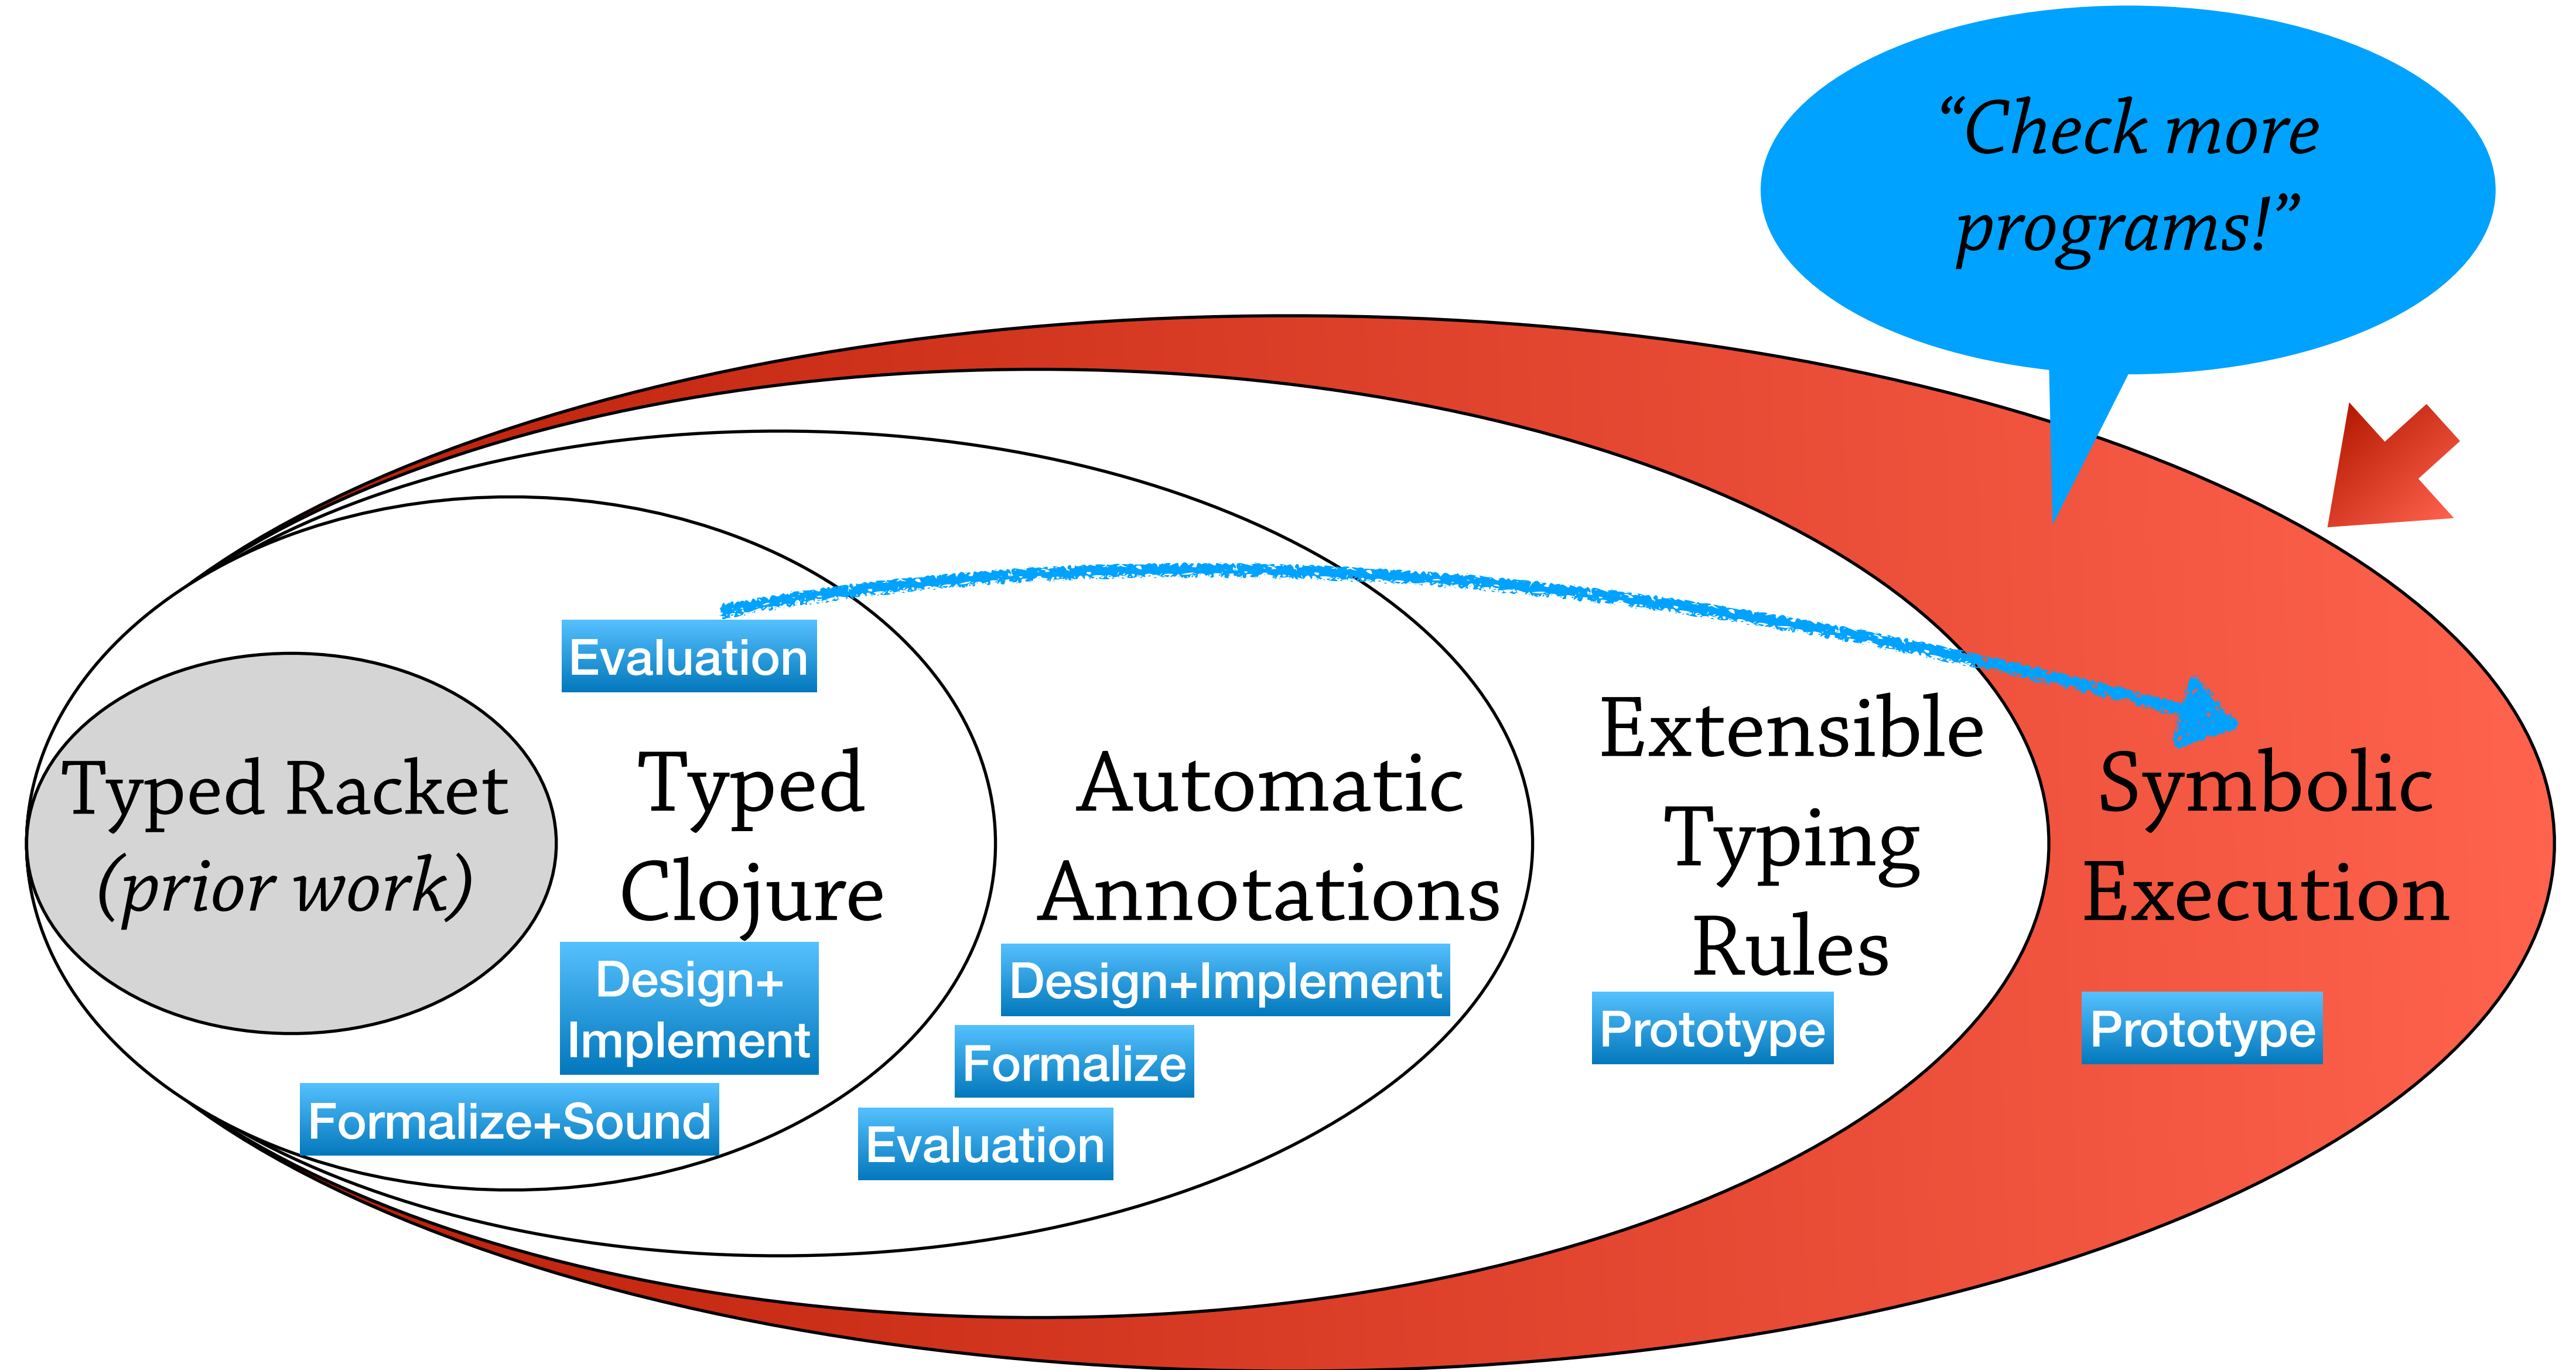 “Check more
programs!”
Evaluation
Typed Racket
(prior work)
Typed
Clojure
Design+
Implement
Formalize+Sound
Automatic
Annotations
Design+Implement
Formalize
Evaluation
Extensible
Typing
Rules
Prototype
Symbolic
Execution
Prototype